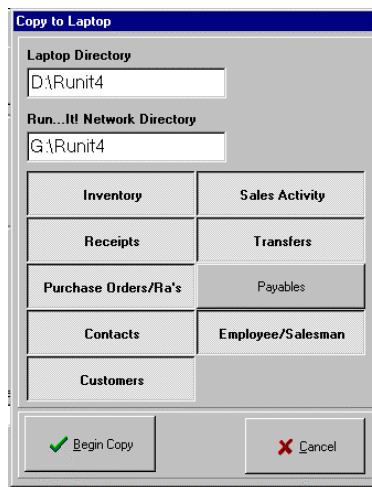 Copy to Laptop
Laptop Directory
D:\Runit4
Run...It! Network Directory
G:\Runit4
Inventory
Sales Activity
Receipts
Transfers
Purchase Orders/Ra's
Payables
Contacts
Employee/Salesman
Customers
Begin Copy
Cancel